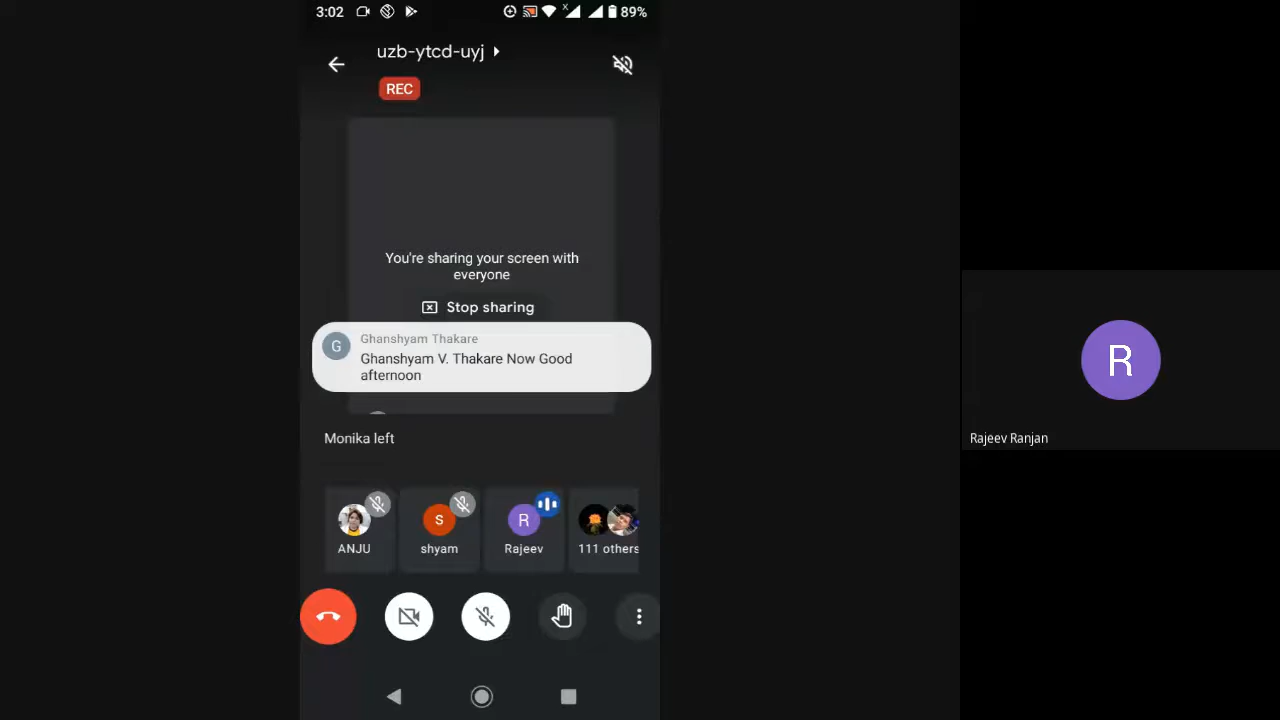 3:02
89%
uzb-ytcd-uyj
REC
You're sharing your screen with
everyone
Stop sharing
G
Ghanshyam Thakare
Ghanshyam V. Thakare Now Good
afternoon
Monika left
S
R
ANJU
shyam
Rajeev
111 others
R
Rajeev Ranjan